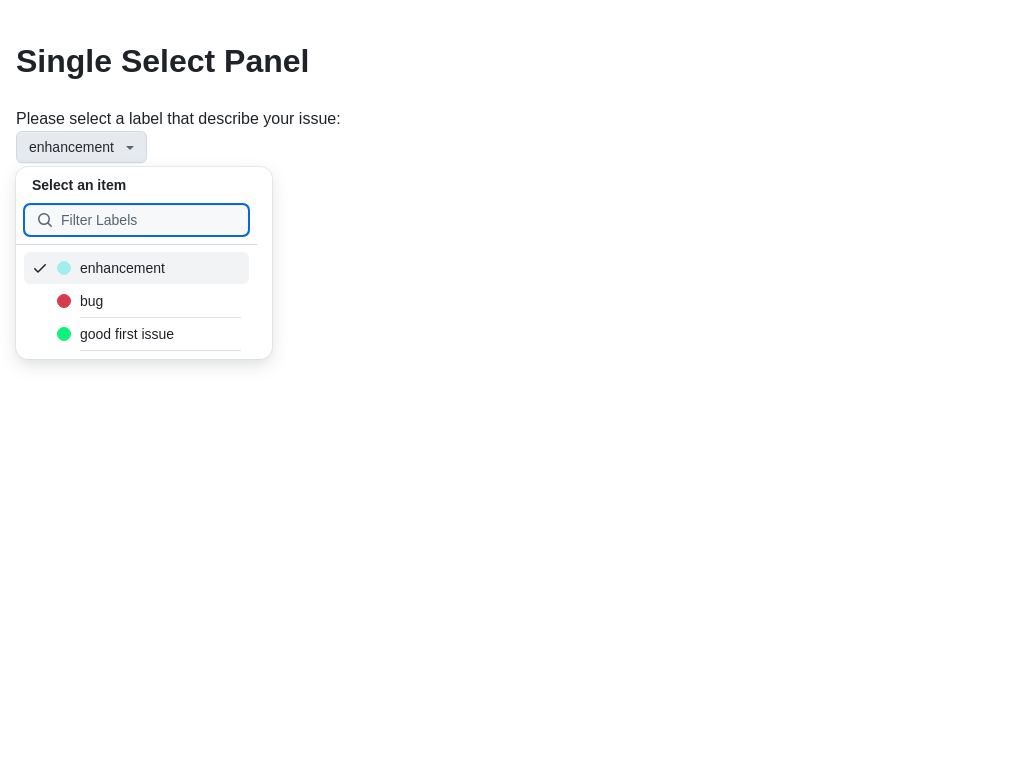 Single Select Panel
Please select a label that describe your issue:
enhancement
Select an item
Filter Labels
enhancement
bug
good first issue